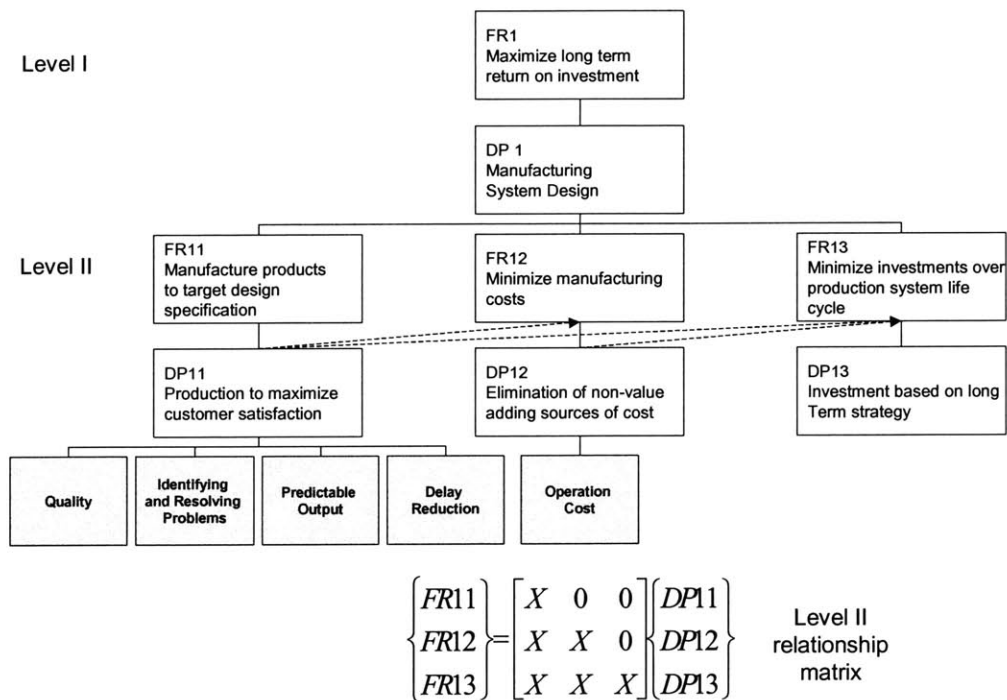 Level I
FR1
Maximize long term
return on investment
DP 1
Manufacturing
System Design
Level II
FR11
Manufacture products
to target design
specification
FR12
Minimize manufacturing
costs
FR13
Minimize investments over
production system life
cycle
DP11
Production to maximize
customer satisfaction
DP12
Elimination of non-value
adding sources of cost
DP13
Investment based on long
Term strategy
Quality
Identifying
and Resolving
Problems
Predictable
Output
Delay
Reduction
Operation
Cost
{FR11} = [X 0 0] {DP11}
{FR12} = [X X 0] {DP12}
{FR13} = [X X X] {DP13}
Level II
relationship
matrix